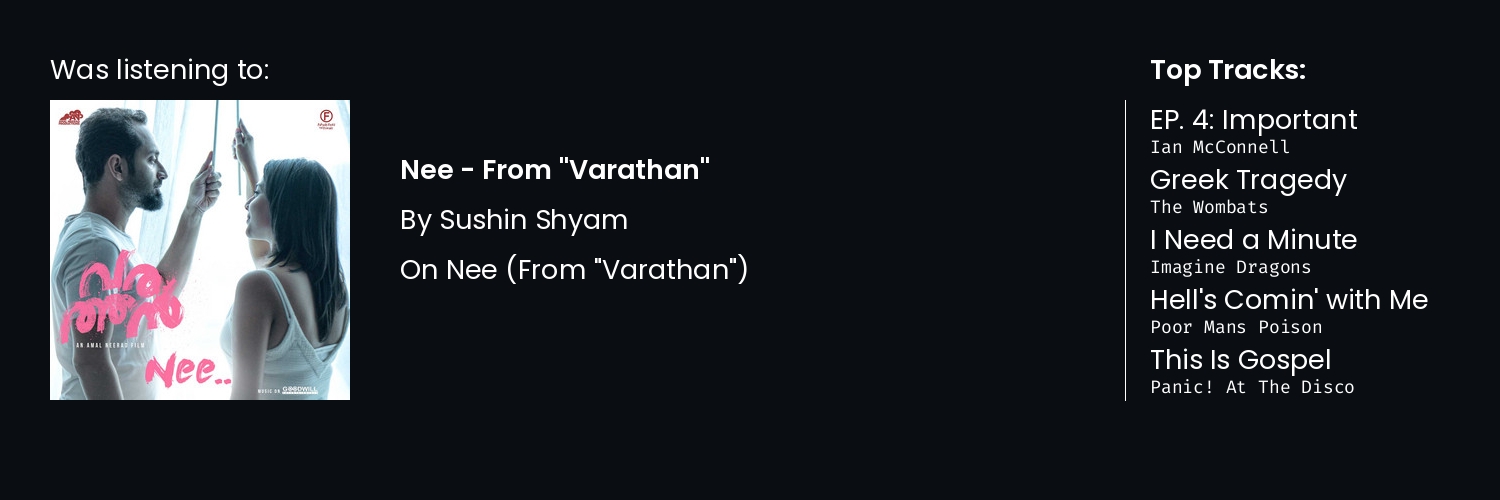 Was listening to:
വരത്തൻ
AN AMAL NEERAD FILM
Nee..
MUSIC ON GOODWILL
Nee - From "Varathan"
By Sushin Shyam
On Nee (From "Varathan")
Top Tracks:
EP. 4: Important
Ian McConnell
Greek Tragedy
The Wombats
I Need a Minute
Imagine Dragons
Hell's Comin' with Me
Poor Mans Poison
This Is Gospel
Panic! At The Disco